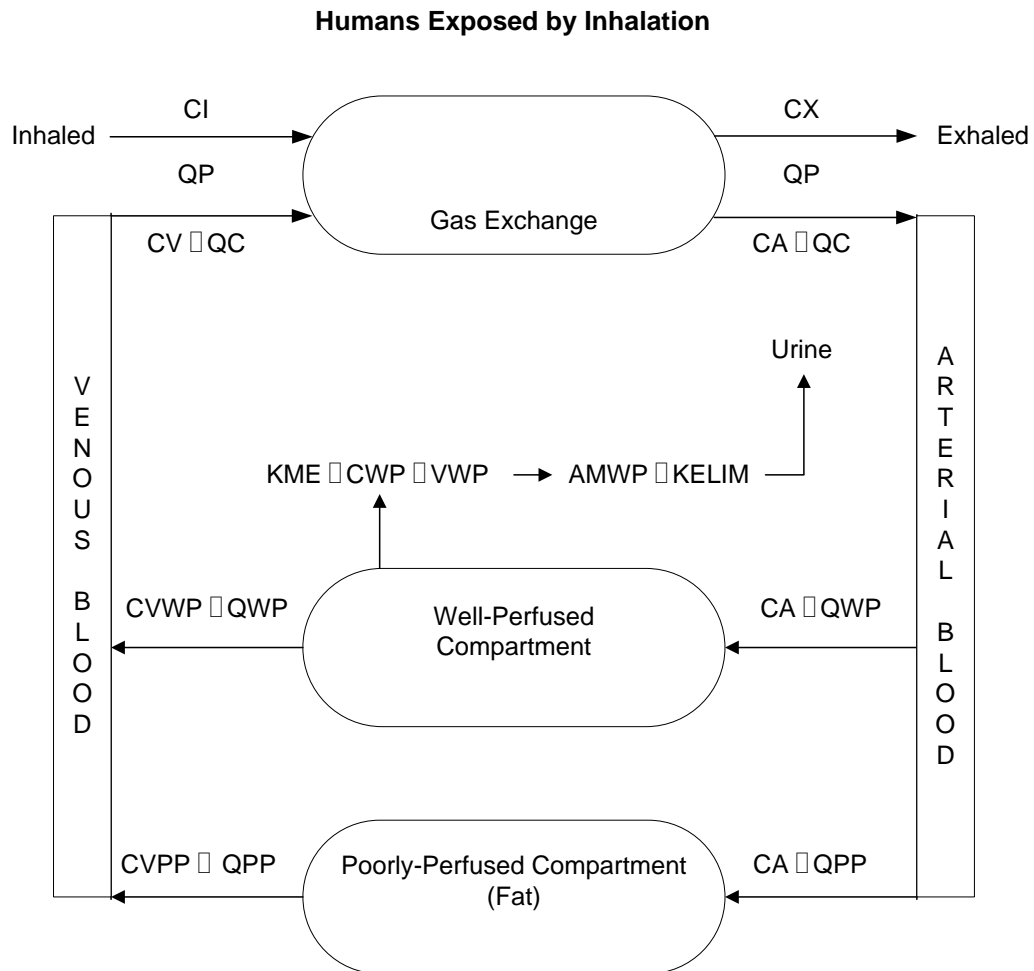 Humans Exposed by Inhalation
CI
CX
Inhaled
Exhaled
QP
QP
Gas Exchange
CV □ QC
CA □ QC
Urine
VENOUS BLOOD
ARTERIAL BLOOD
KME □ CWP □ VWP
AMWP □ KELIM
CVWP □ QWP
Well-Perfused
Compartment
CA □ QWP
CVPP □ QPP
Poorly-Perfused Compartment
(Fat)
CA □ QPP